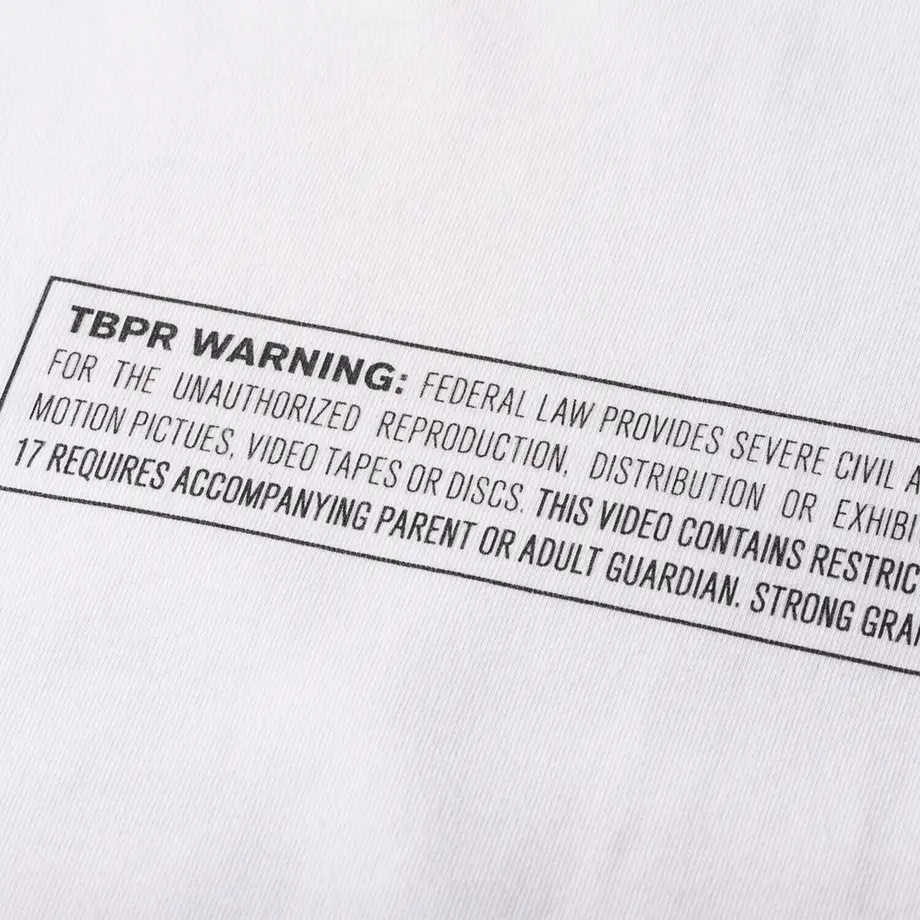 TBPR WARNING: FEDERAL LAW PROVIDES SEVERE CIVIL
FOR THE UNAUTHORIZED REPRODUCTION, DISTRIBUTION OR
MOTION PICTUES, VIDEO TAPES OR DISCS. THIS VIDEO CONTAINS
17 REQUIRES ACCOMPANYING PARENT OR ADULT GUARDIAN. STRONG